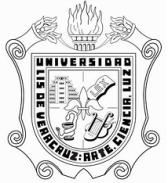 UNIVERSIDAD
LIS DE VERACRUZ: ARTE, CIENCIA, LUZ